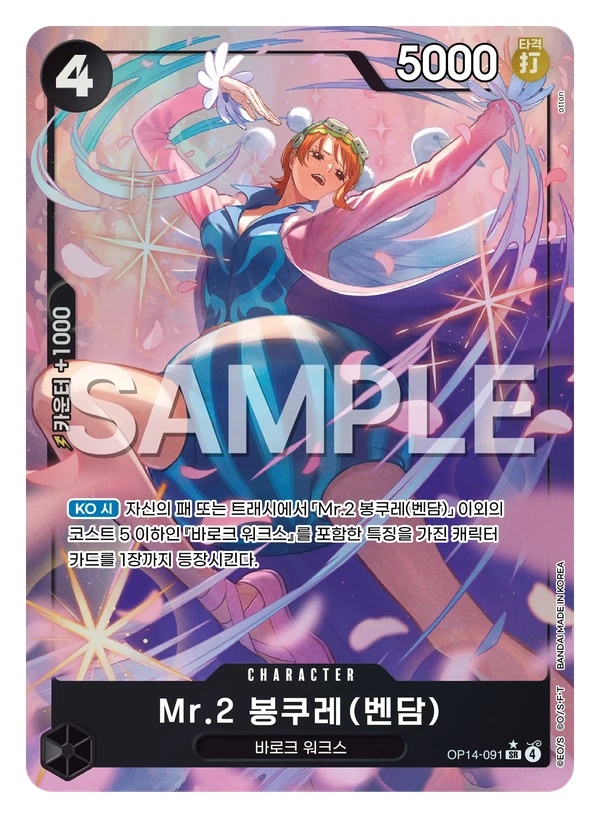 4
5000
타격
打
otton
카운터 +1000
SAMPLE
KO 시 자신의 패 또는 트래시에서 『Mr.2 봉쿠레(벤담)』 이외의
코스트 5 이하인 『바로크 워크스』를 포함한 특징을 가진 캐릭터
카드를 1장까지 등장시킨다.
CHARACTER
Mr.2 봉쿠레(벤담)
바로크 워크스
OP14-091 SR 4
©EO/S ©O/S·F·T BANDAI MADE IN KOREA